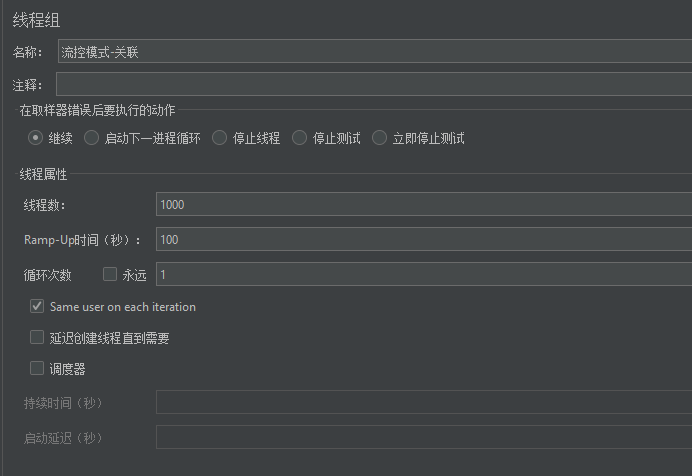 线程组
名称： 流控模式-关联
注释：
在取样器错误后要执行的动作
继续 启动下一进程循环 停止线程 停止测试 立即停止测试
线程属性
线程数： 1000
Ramp-Up时间（秒）： 100
循环次数 永远 1
Same user on each iteration
延迟创建线程直到需要
调度器
持续时间（秒）
启动延迟（秒）